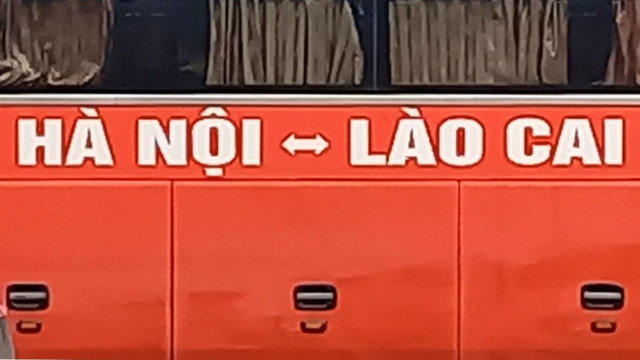 HÀ NỘI ↔ LÀO CAI